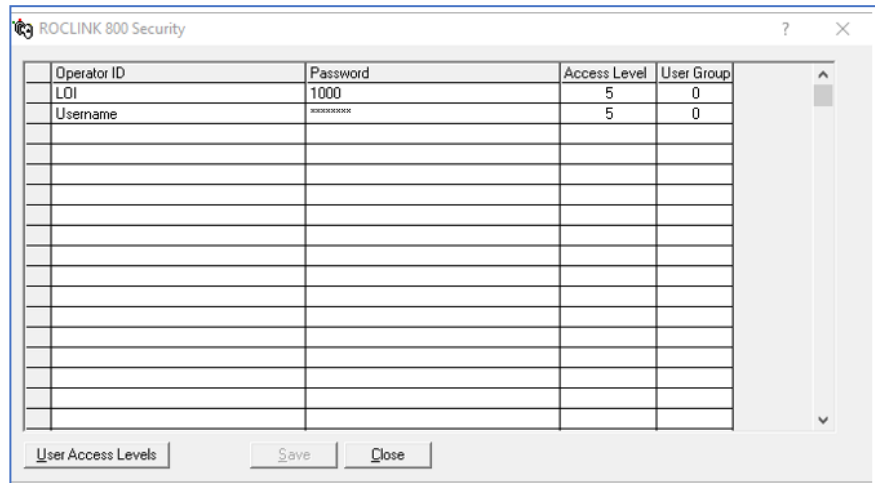 ROCLINK 800 Security ? ×
Operator ID Password Access Level User Group
LOI 1000 5 0
Username ******** 5 0
User Access Levels Save Close